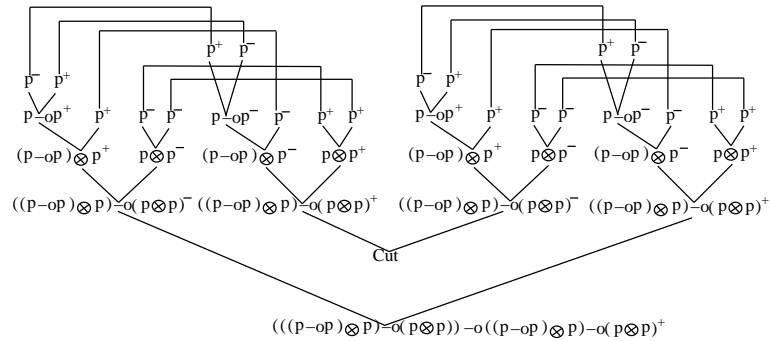 p⁺ p⁻ p⁺ p⁻
p⁻ p⁺ p⁻ p⁺
p⊸p⁺ p⁺ p⁻ p⁻ p⊸p⁻ p⁻ p⁺ p⁺ p⊸p⁺ p⁺ p⁻ p⁻ p⊸p⁻ p⁻ p⁺ p⁺
(p⊸p)⊗p⁺ p⊗p⁻ (p⊸p)⊗p⁻ p⊗p⁺ (p⊸p)⊗p⁺ p⊗p⁻ (p⊸p)⊗p⁻ p⊗p⁺
((p⊸p)⊗p)⊸(p⊗p)⁻ ((p⊸p)⊗p)⊸(p⊗p)⁺ ((p⊸p)⊗p)⊸(p⊗p)⁻ ((p⊸p)⊗p)⊸(p⊗p)⁺
Cut
(((p⊸p)⊗p)⊸(p⊗p))⊸((p⊸p)⊗p)⊸(p⊗p)⁺